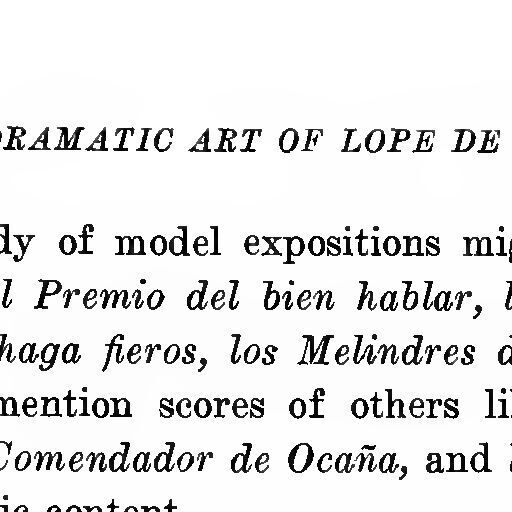 DRAMATIC ART OF LOPE DE
dy of model expositions mig
l Premio del bien hablar, l
haga fieros, los Melindres d
mention scores of others li
Comendador de Ocaña, and
ic content